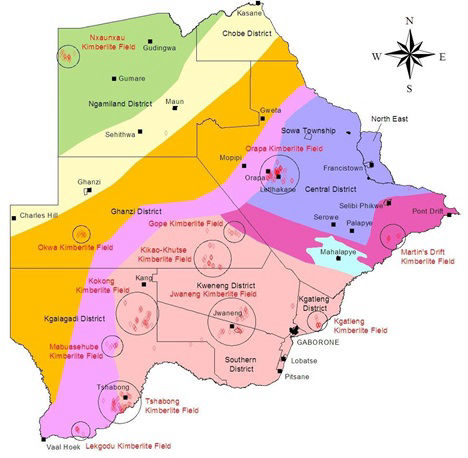 Kasane
Nxaunxau
Kimberlite Field
Gudingwa
Chobe District
N
W
E
S
Gumare
Ngamiland District
Maun
Gweta
Sehithwa
Sowa Township
North East
Orapa Kimberlite Field
Mopipi
Orapa
Letlhakane
Francistown
Ghanzi
Central District
Selibi Phikwe
Ghanzi District
Charles Hill
Gope Kimberlite Field
Serowe
Palapye
Pont Drift
Okwa Kimberlite Field
Kikao-Khutse
Kimberlite Field
Mahalapye
Martin's Drift
Kimberlite Field
Kokong
Kimberlite Field
Kang
Kweneng District
Jwaneng Kimberlite Field
Kgatleng
District
Kgalagadi District
Jwaneng
Kgatleng
Kimberlite Field
Mabuasehube
Kimberlite Field
GABORONE
Southern
District
Lobatse
Pitsane
Tshabong
Tshabong
Kimberlite Field
Vaal Hoek
Lekgodu Kimberlite Field